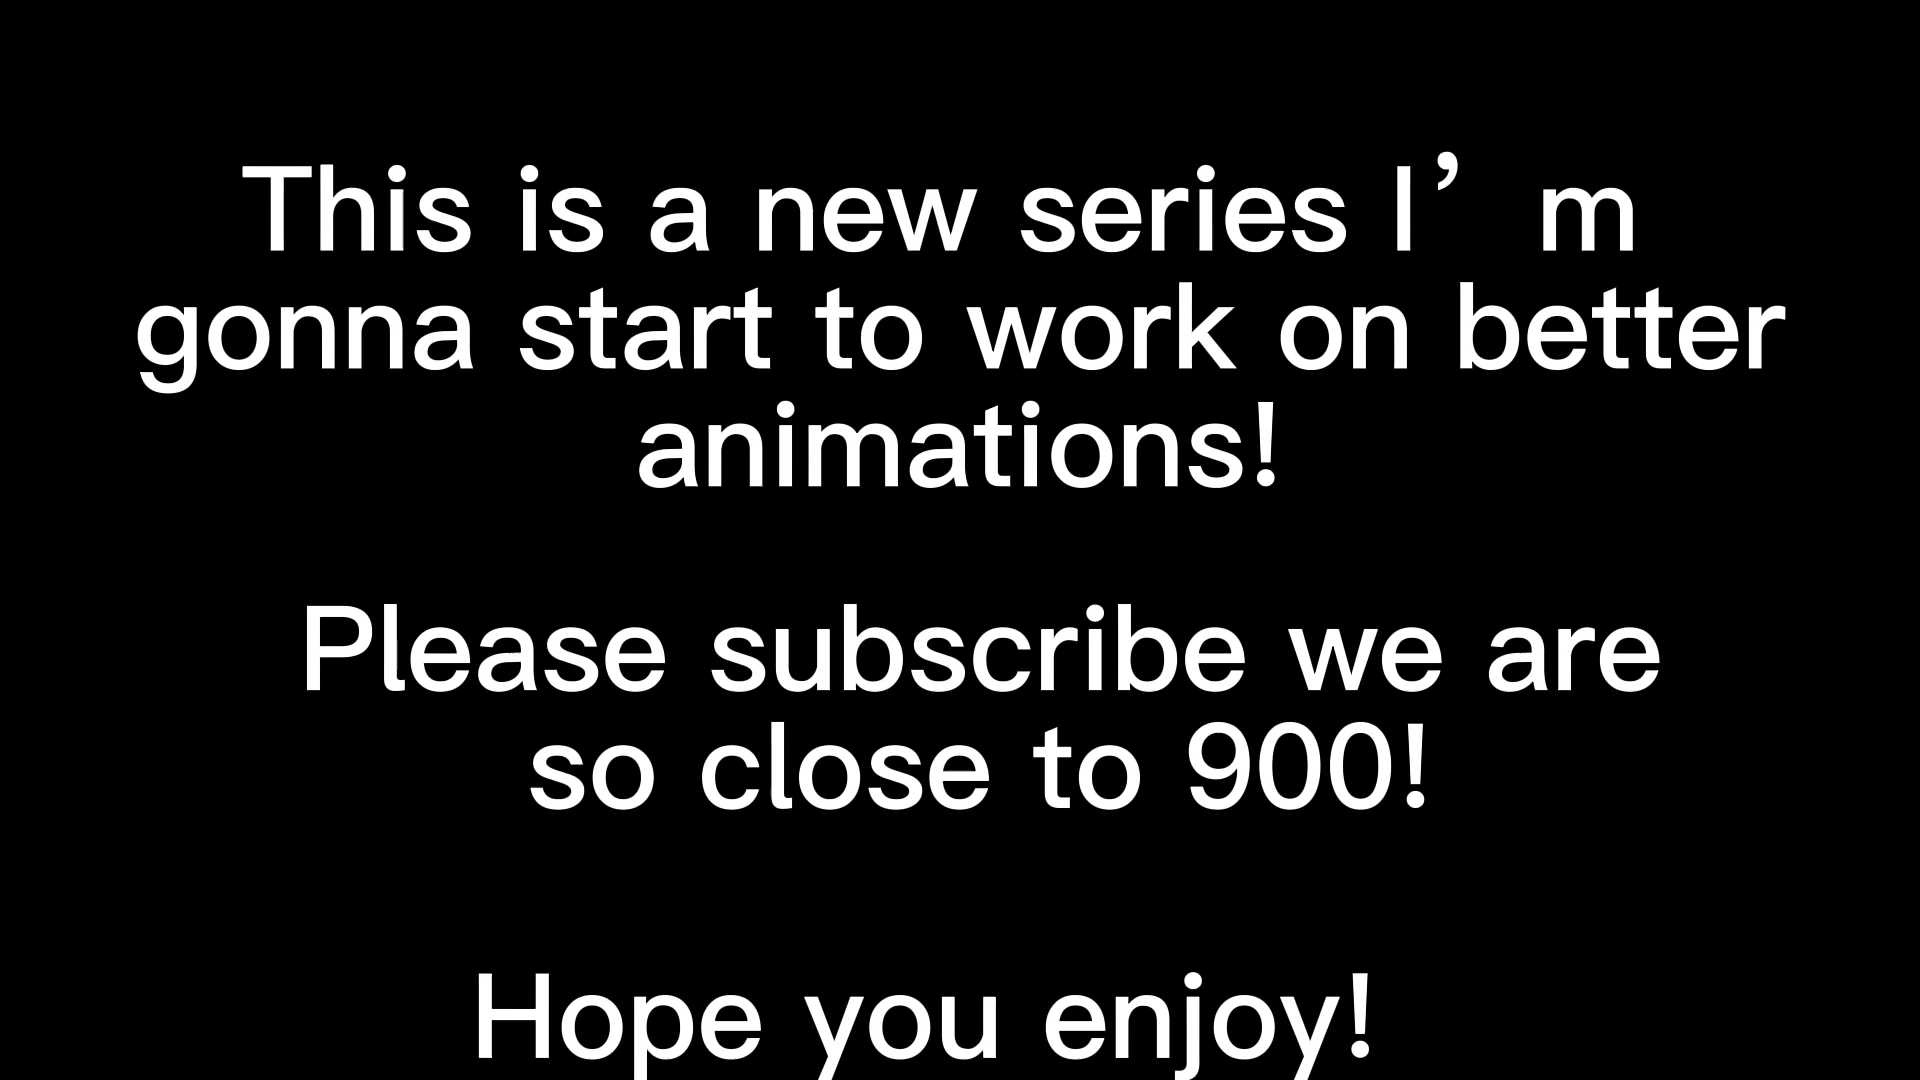 This is a new series I’m
gonna start to work on better
animations!
Please subscribe we are
so close to 900!
Hope you enjoy!